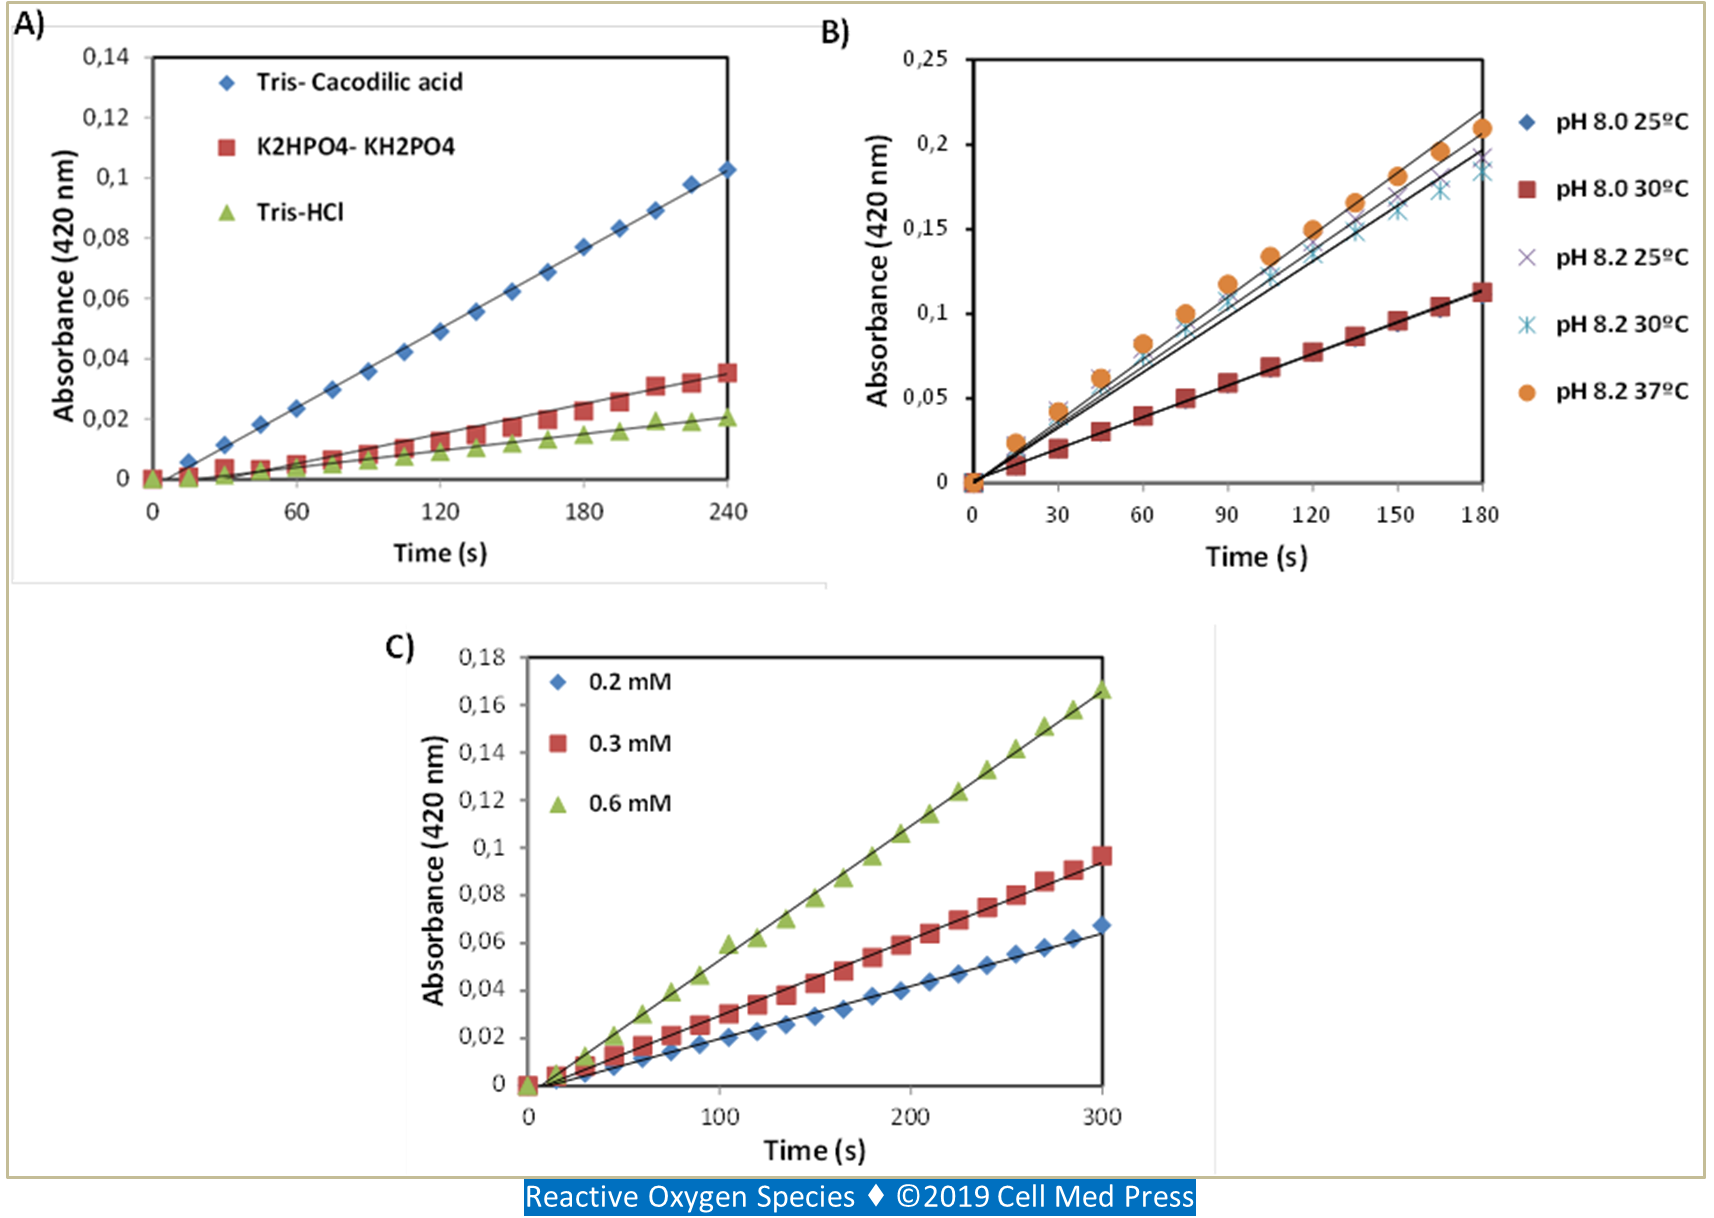 A)
0,14
0,12
0,1
0,08
0,06
0,04
0,02
0
Absorbance (420 nm)
Tris- Cacodilic acid
K2HPO4- KH2PO4
Tris-HCl
0 60 120 180 240
Time (s)
B)
0,25
0,2
0,15
0,1
0,05
0
Absorbance (420 nm)
0 30 60 90 120 150 180
Time (s)
pH 8.0 25ºC
pH 8.0 30ºC
pH 8.2 25ºC
pH 8.2 30ºC
pH 8.2 37ºC
C)
0,18
0,16
0,14
0,12
0,1
0,08
0,06
0,04
0,02
0
Absorbance (420 nm)
0.2 mM
0.3 mM
0.6 mM
0 100 200 300
Time (s)
Reactive Oxygen Species ♦ ©2019 Cell Med Press